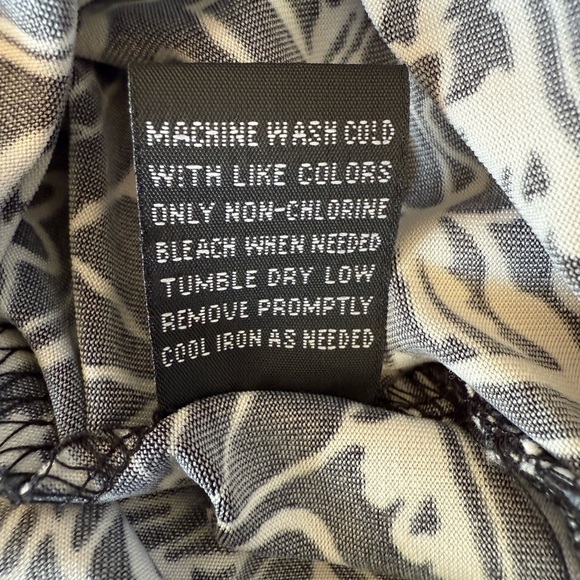 MACHINE WASH COLD
WITH LIKE COLORS
ONLY NON-CHLORINE
BLEACH WHEN NEEDED
TUMBLE DRY LOW
REMOVE PROMPTLY
COOL IRON AS NEEDED